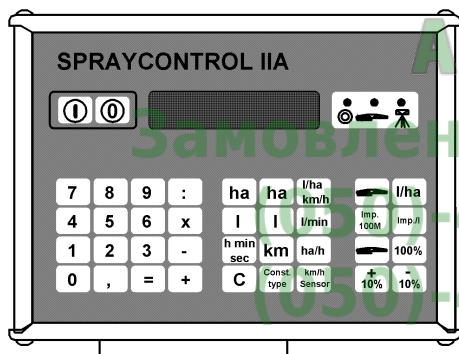 SPRAYCONTROL IIA
А
Замовлен
7 8 9 :
ha ha l/ha km/h
l/ha
(050)-
4 5 6 x
l l l/min
Imp. 100M Imp./l
1 2 3 -
h min sec km ha/h
100%
0 , = +
C Const. type km/h Sensor
+ 10% - 10%
(050)-